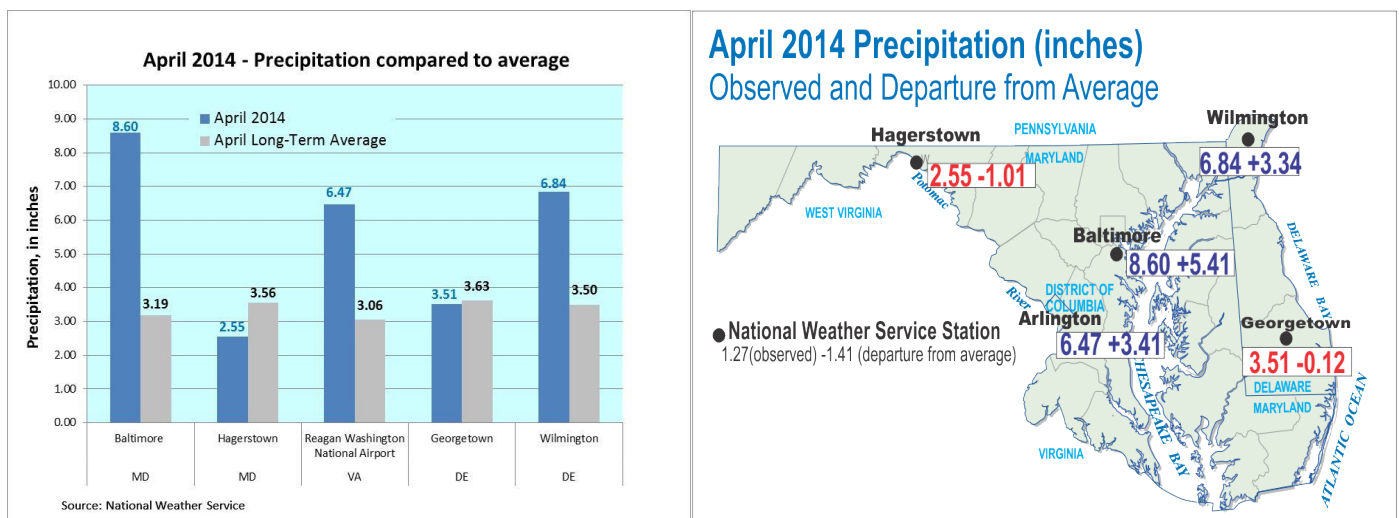 April 2014 - Precipitation compared to average
Precipitation, in inches
10.00
9.00
8.00
7.00
6.00
5.00
4.00
3.00
2.00
1.00
0.00
April 2014
April Long-Term Average
8.60
3.19
2.55
3.56
6.47
3.06
3.51
3.63
6.84
3.50
Baltimore
Hagerstown
Reagan Washington
National Airport
Georgetown
Wilmington
MD
MD
VA
DE
DE
Source: National Weather Service
April 2014 Precipitation (inches)
Observed and Departure from Average
Wilmington
6.84 +3.34
Hagerstown
2.55 -1.01
PENNSYLVANIA
MARYLAND
Potomac
WEST VIRGINIA
Baltimore
8.60 +5.41
DELAWARE BAY
DISTRICT OF
COLUMBIA
River
Arlington
6.47 +3.41
National Weather Service Station
1.27(observed) -1.41 (departure from average)
Georgetown
3.51 -0.12
DELAWARE
MARYLAND
HESAPEAKE BAY
VIRGINIA
ATLANTIC OCEAN